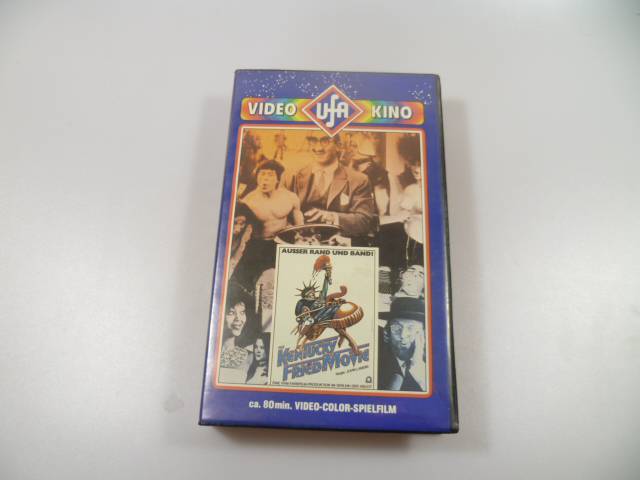 VIDEO UFA KINO
AUSSER RAND UND BAND!
KENTUCKY
FRIED MOVIE
ca. 80 min. VIDEO-COLOR-SPIELFILM